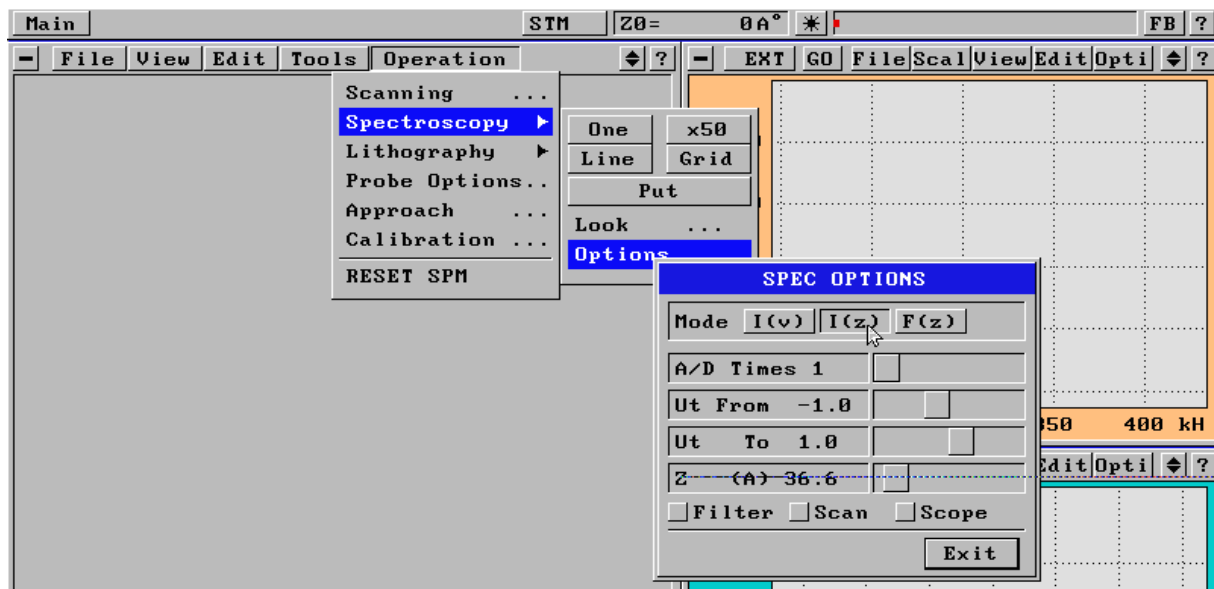 Main STM Z0= 0A° FB ?
File View Edit Tools Operation ? EXT GO File Scal View Edit Opti ?
Scanning ...
Spectroscopy
Lithography
Probe Options..
Approach ...
Calibration ...
RESET SPM
One x50
Line Grid
Put
Look ...
Options
SPEC OPTIONS
Mode I(v) I(z) F(z)
A/D Times 1
Ut From -1.0
Ut To 1.0
Z (A) 36.6
Filter Scan Scope
Exit
400 kH
Edit Opti ?